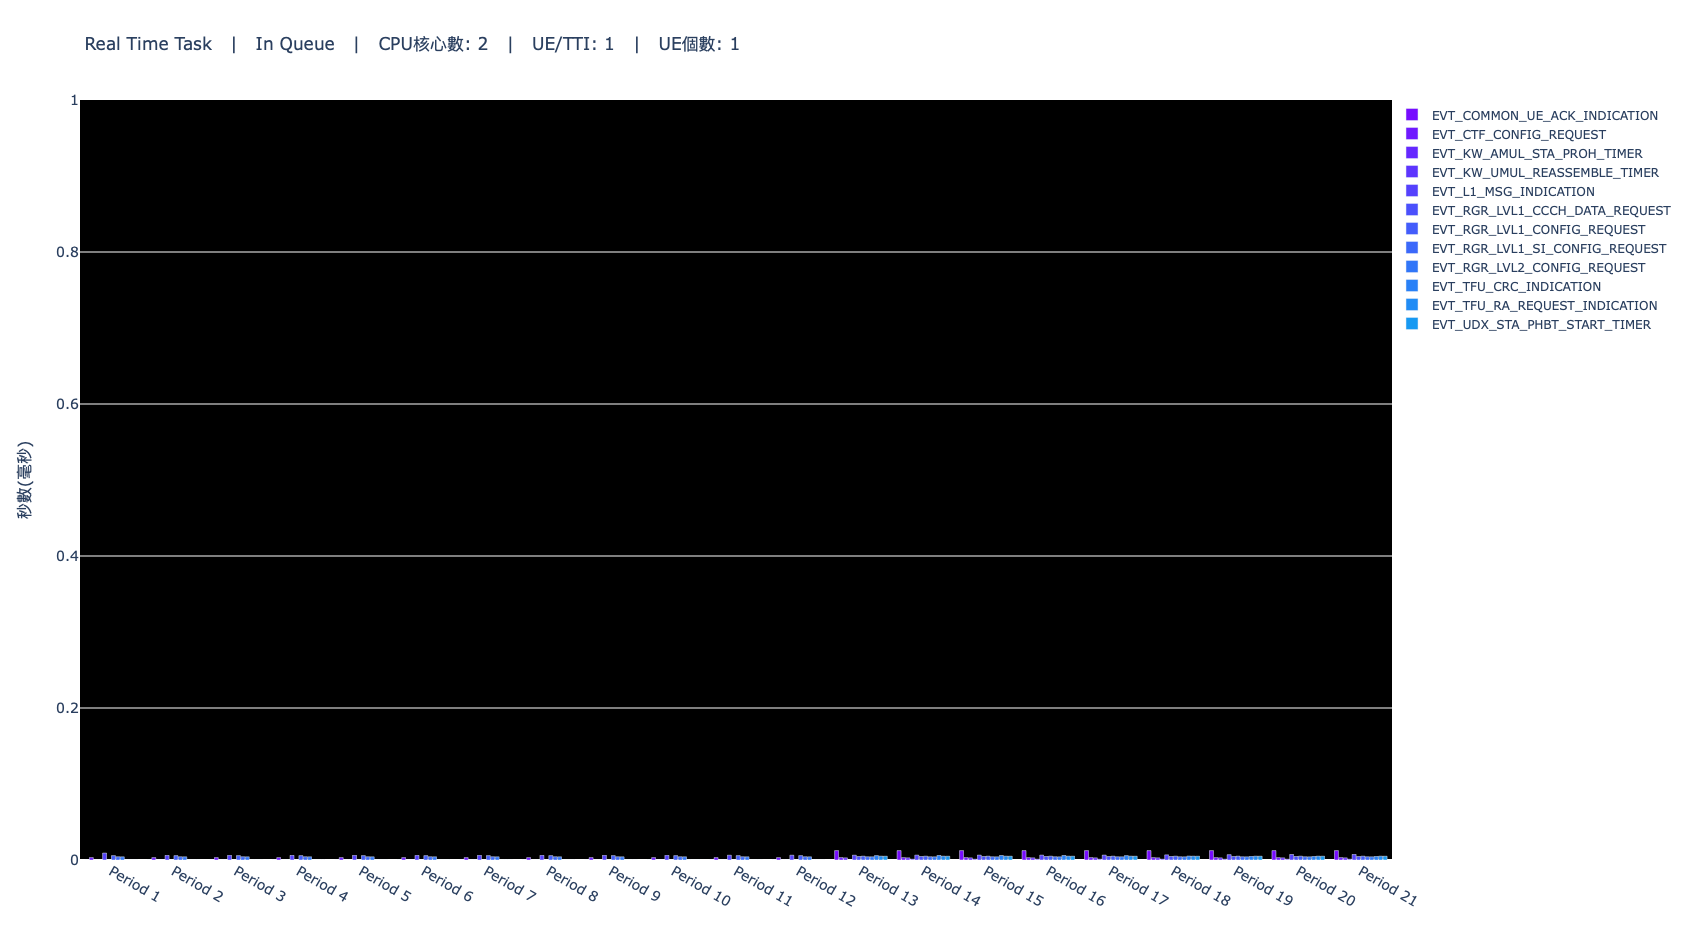 Real Time Task | In Queue | CPU核心數: 2 | UE/TTI: 1 | UE個數: 1
秒數(毫秒)
1
0.8
0.6
0.4
0.2
0
Period 1
Period 2
Period 3
Period 4
Period 5
Period 6
Period 7
Period 8
Period 9
Period 10
Period 11
Period 12
Period 13
Period 14
Period 15
Period 16
Period 17
Period 18
Period 19
Period 20
Period 21
EVT_COMMON_UE_ACK_INDICATION
EVT_CTF_CONFIG_REQUEST
EVT_KW_AMUL_STA_PROH_TIMER
EVT_KW_UMUL_REASSEMBLE_TIMER
EVT_L1_MSG_INDICATION
EVT_RGR_LVL1_CCCH_DATA_REQUEST
EVT_RGR_LVL1_CONFIG_REQUEST
EVT_RGR_LVL1_SI_CONFIG_REQUEST
EVT_RGR_LVL2_CONFIG_REQUEST
EVT_TFU_CRC_INDICATION
EVT_TFU_RA_REQUEST_INDICATION
EVT_UDX_STA_PHBT_START_TIMER